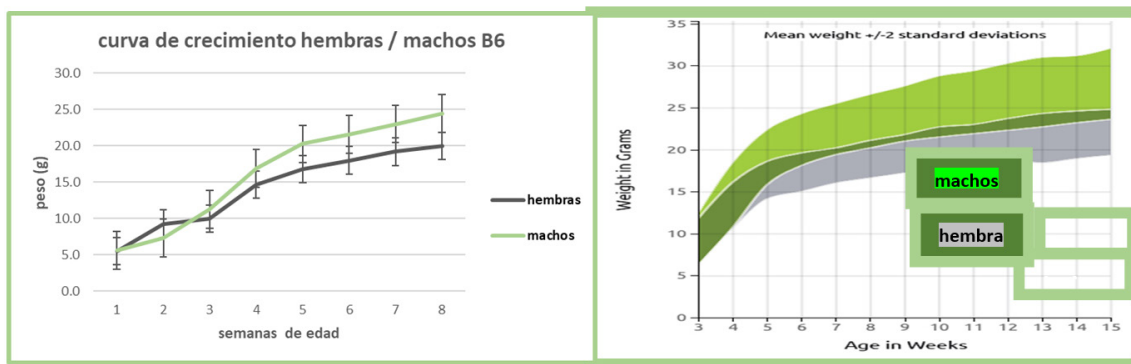 curva de crecimiento hembras / machos B6
30.0
25.0
20.0
15.0
10.0
5.0
0.0
peso (g)
1 2 3 4 5 6 7 8
semanas de edad
hembras
machos
Mean weight +/-2 standard deviations
35
30
25
20
15
10
5
0
Weight in Grams
3 4 5 6 7 8 9 10 11 12 13 14 15
Age in Weeks
machos
hembra